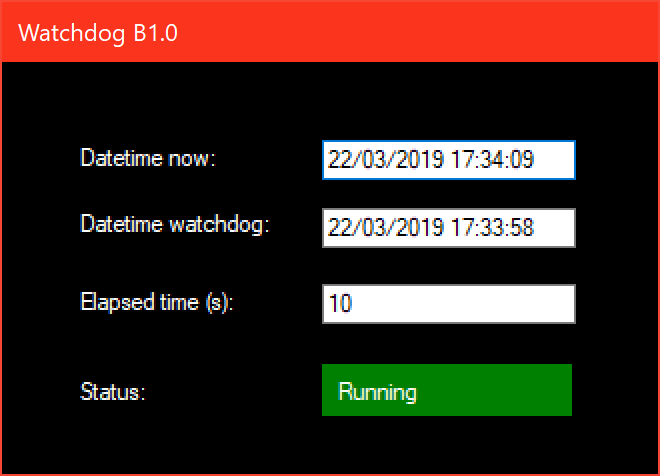 Watchdog B1.0
Datetime now: 22/03/2019 17:34:09
Datetime watchdog: 22/03/2019 17:33:58
Elapsed time (s): 10
Status: Running